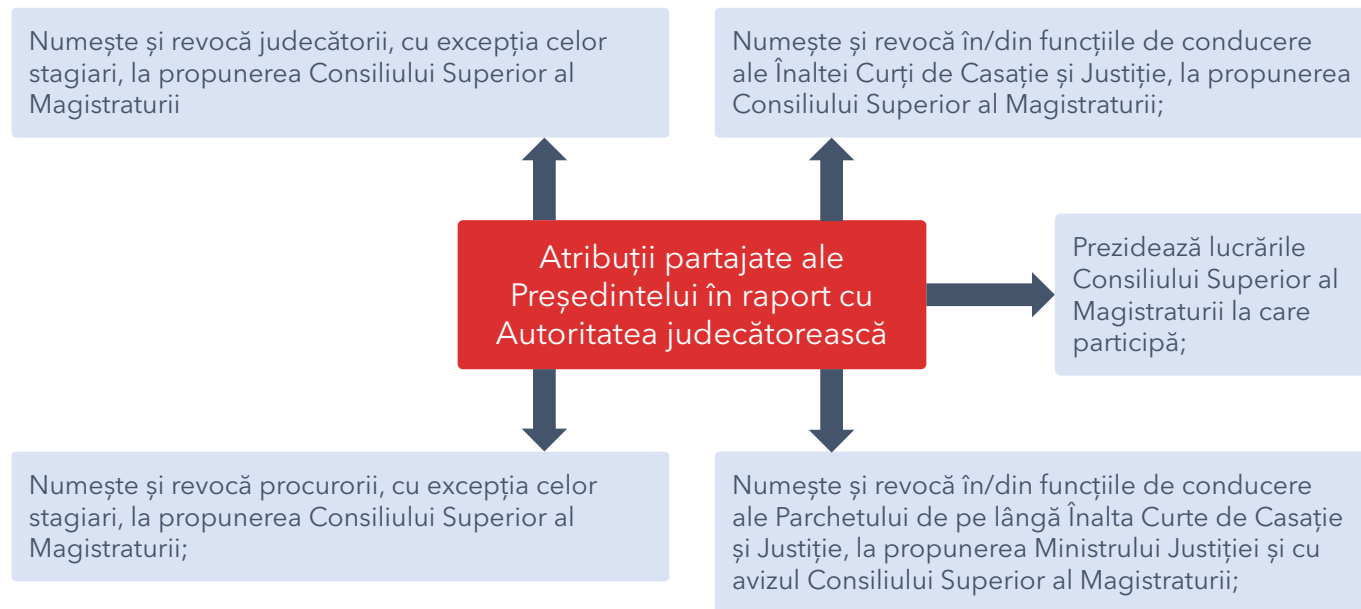 Numește și revocă judecătorii, cu excepția celor
stagiari, la propunerea Consiliului Superior al
Magistraturii
Numește și revocă în/din funcțiile de conducere
ale Înaltei Curți de Casație și Justiție, la propunerea
Consiliului Superior al Magistraturii;
Atribuții partajate ale
Președintelui în raport cu
Autoritatea judecătorească
Prezidează lucrările
Consiliului Superior al
Magistraturii la care
participă;
Numește și revocă procurorii, cu excepția celor
stagiari, la propunerea Consiliului Superior al
Magistraturii;
Numește și revocă în/din funcțiile de conducere
ale Parchetului de pe lângă Înalta Curte de Casație
și Justiție, la propunerea Ministrului Justiției și cu
avizul Consiliului Superior al Magistraturii;